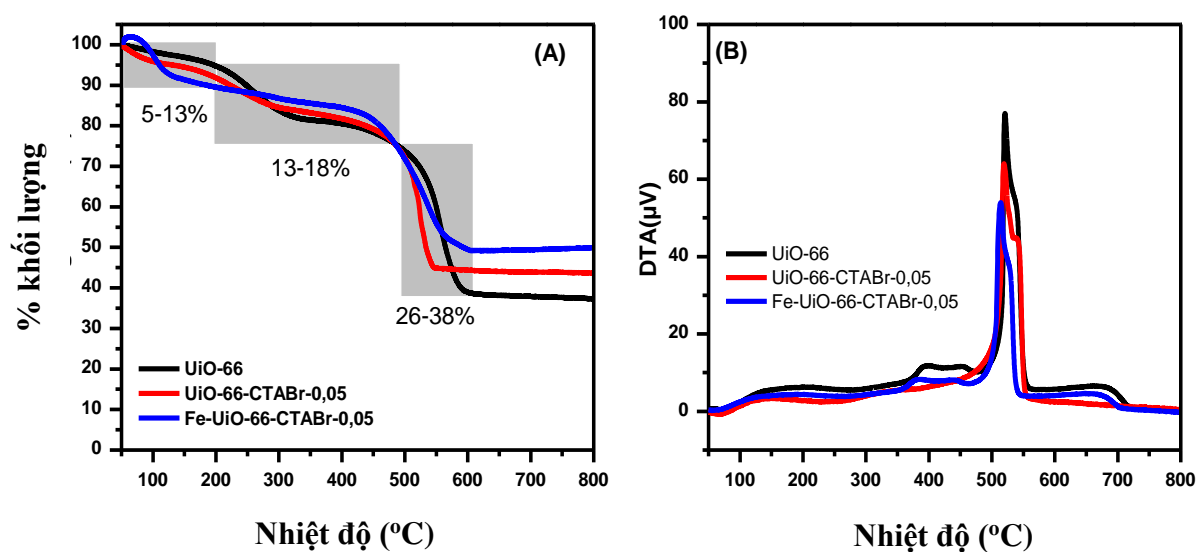 (A)
% khối lượng
100
90
80
70
60
50
40
30
20
10
0
5-13%
13-18%
26-38%
UiO-66
UiO-66-CTABr-0,05
Fe-UiO-66-CTABr-0,05
100 200 300 400 500 600 700 800
Nhiệt độ (ºC)
(B)
DTA(µV)
100
80
60
40
20
0
UiO-66
UiO-66-CTABr-0,05
Fe-UiO-66-CTABr-0,05
100 200 300 400 500 600 700 800
Nhiệt độ (ºC)